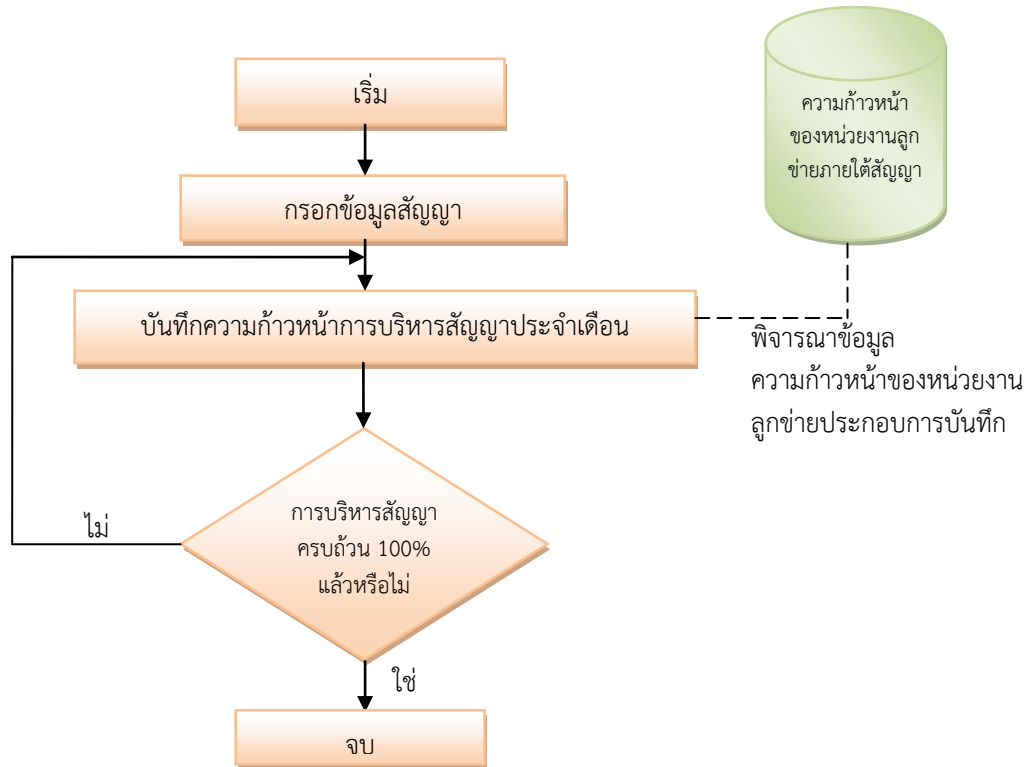 เริ่ม
กรอกข้อมูลสัญญา
บันทึกความก้าวหน้าการบริหารสัญญาประจำเดือน
ความก้าวหน้า
ของหน่วยงานลูก
ข่ายภายใต้สัญญา
พิจารณาข้อมูล
ความก้าวหน้าของหน่วยงาน
ลูกข่ายประกอบการบันทึก
การบริหารสัญญา
ครบถ้วน 100%
แล้วหรือไม่
ไม่
ใช่
จบ